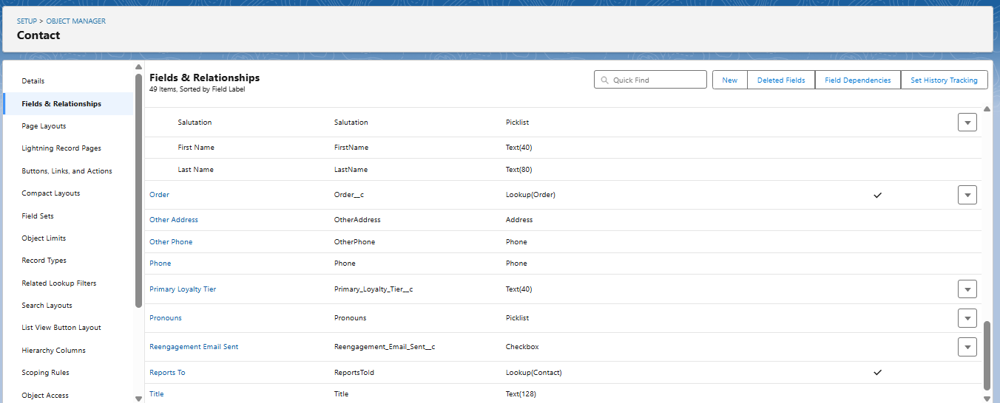 SETUP > OBJECT MANAGER
Contact
Details
Fields & Relationships
Page Layouts
Lightning Record Pages
Buttons, Links, and Actions
Compact Layouts
Field Sets
Object Limits
Record Types
Related Lookup Filters
Search Layouts
List View Button Layout
Hierarchy Columns
Scoping Rules
Object Access
Fields & Relationships
49 Items, Sorted by Field Label
Quick Find
New
Deleted Fields
Field Dependencies
Set History Tracking
Salutation Salutation Picklist
First Name FirstName Text(40)
Last Name LastName Text(80)
Order Order__c Lookup(Order)
Other Address OtherAddress Address
Other Phone OtherPhone Phone
Phone Phone Phone
Primary Loyalty Tier Primary_Loyalty_Tier__c Text(40)
Pronouns Pronouns Picklist
Reengagement Email Sent Reengagement_Email_Sent__c Checkbox
Reports To ReportsToId Lookup(Contact)
Title Title Text(128)